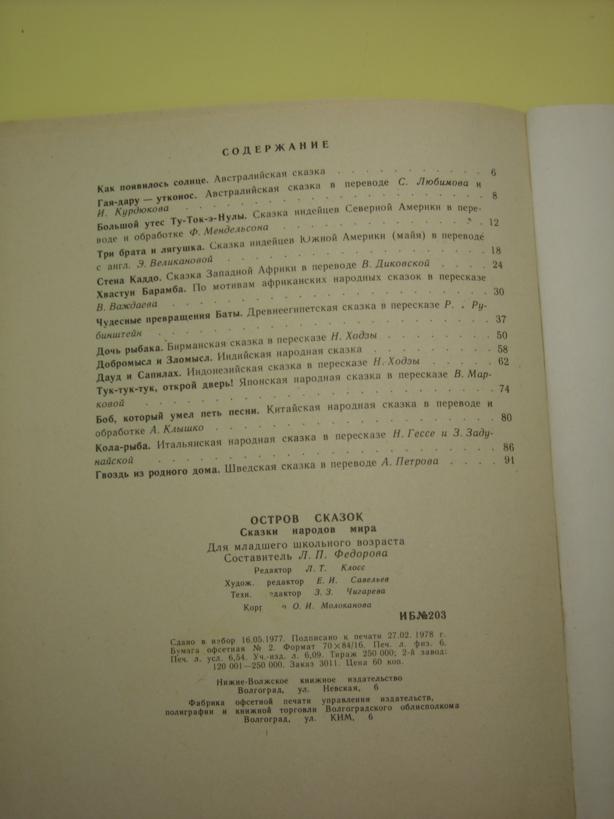 СОДЕРЖАНИЕ
Как появилось солнце. Австралийская сказка . . . . . . . . . . 6
Гая-дару — утконос. Австралийская сказка в переводе С. Любимова и
И. Курдюкова . . . . . . . . . . 8
Большой утес Ту-Ток-э-Нулы. Сказка индейцев Северной Америки в пере-
воде и обработке Ф. Мендельсона . . . . . . . . . . 12
Три брата и лягушка. Сказка индейцев Южной Америки (майя) в переводе
с англ. Э. Великановой . . . . . . . . . . 18
Стена Каддо. Сказка Западной Африки в переводе В. Диковской . . . . 24
Хвастун Барамба. По мотивам африканских народных сказок в пересказе
В. Важдаева . . . . . . . . . . 30
Чудесные превращения Баты. Древнеегипетская сказка в пересказе Р. . Ру-
бинштейн . . . . . . . . . . 37
Дочь рыбака. Бирманская сказка в пересказе Н. Ходзы . . . . . . 50
Добромысл и Зломысл. Индийская народная сказка . . . . . . 58
Дауд и Сапилах. Индонезийская сказка в пересказе Н. Ходзы . . . . 62
Тук-тук-тук, открой дверь! Японская народная сказка в пересказе В. Мар-
ковой . . . . . . . . . . 74
Боб, который умел петь песни. Китайская народная сказка в переводе и
обработке А. Клышко . . . . . . . . . . 80
Кола-рыба. Итальянская народная сказка в пересказе Н. Гессе и З. Заду-
найской . . . . . . . . . . 86
Гвоздь из родного дома. Шведская сказка в переводе А. Петрова . . . . 91
ОСТРОВ СКАЗОК
Сказки народов мира
Для младшего школьного возраста
Составитель Л. П. Федорова
Редактор Л. Т. Клосс
Худож. редактор Е. И. Савельев
Техн. едактор З. З. Чигарева
Корр О. И. Молоканова
ИБ№203
Сдано в набор 16.05.1977. Подписано к печати 27.02. 1978 г.
Бумага офсетная № 2. Формат 70×84/16. Печ. л. физ. 6.
Печ. л. усл. 6,54. Уч.-изд. л. 6,09. Тираж 250 000; 2-й завод:
120 001—250 000. Заказ 3011. Цена 60 коп.
Нижне-Волжское книжное издательство
Волгоград, ул. Невская, 6
Фабрика офсетной печати управления издательств,
полиграфии и книжной торговли Волгоградского облисполкома
Волгоград, ул. КИМ, 6